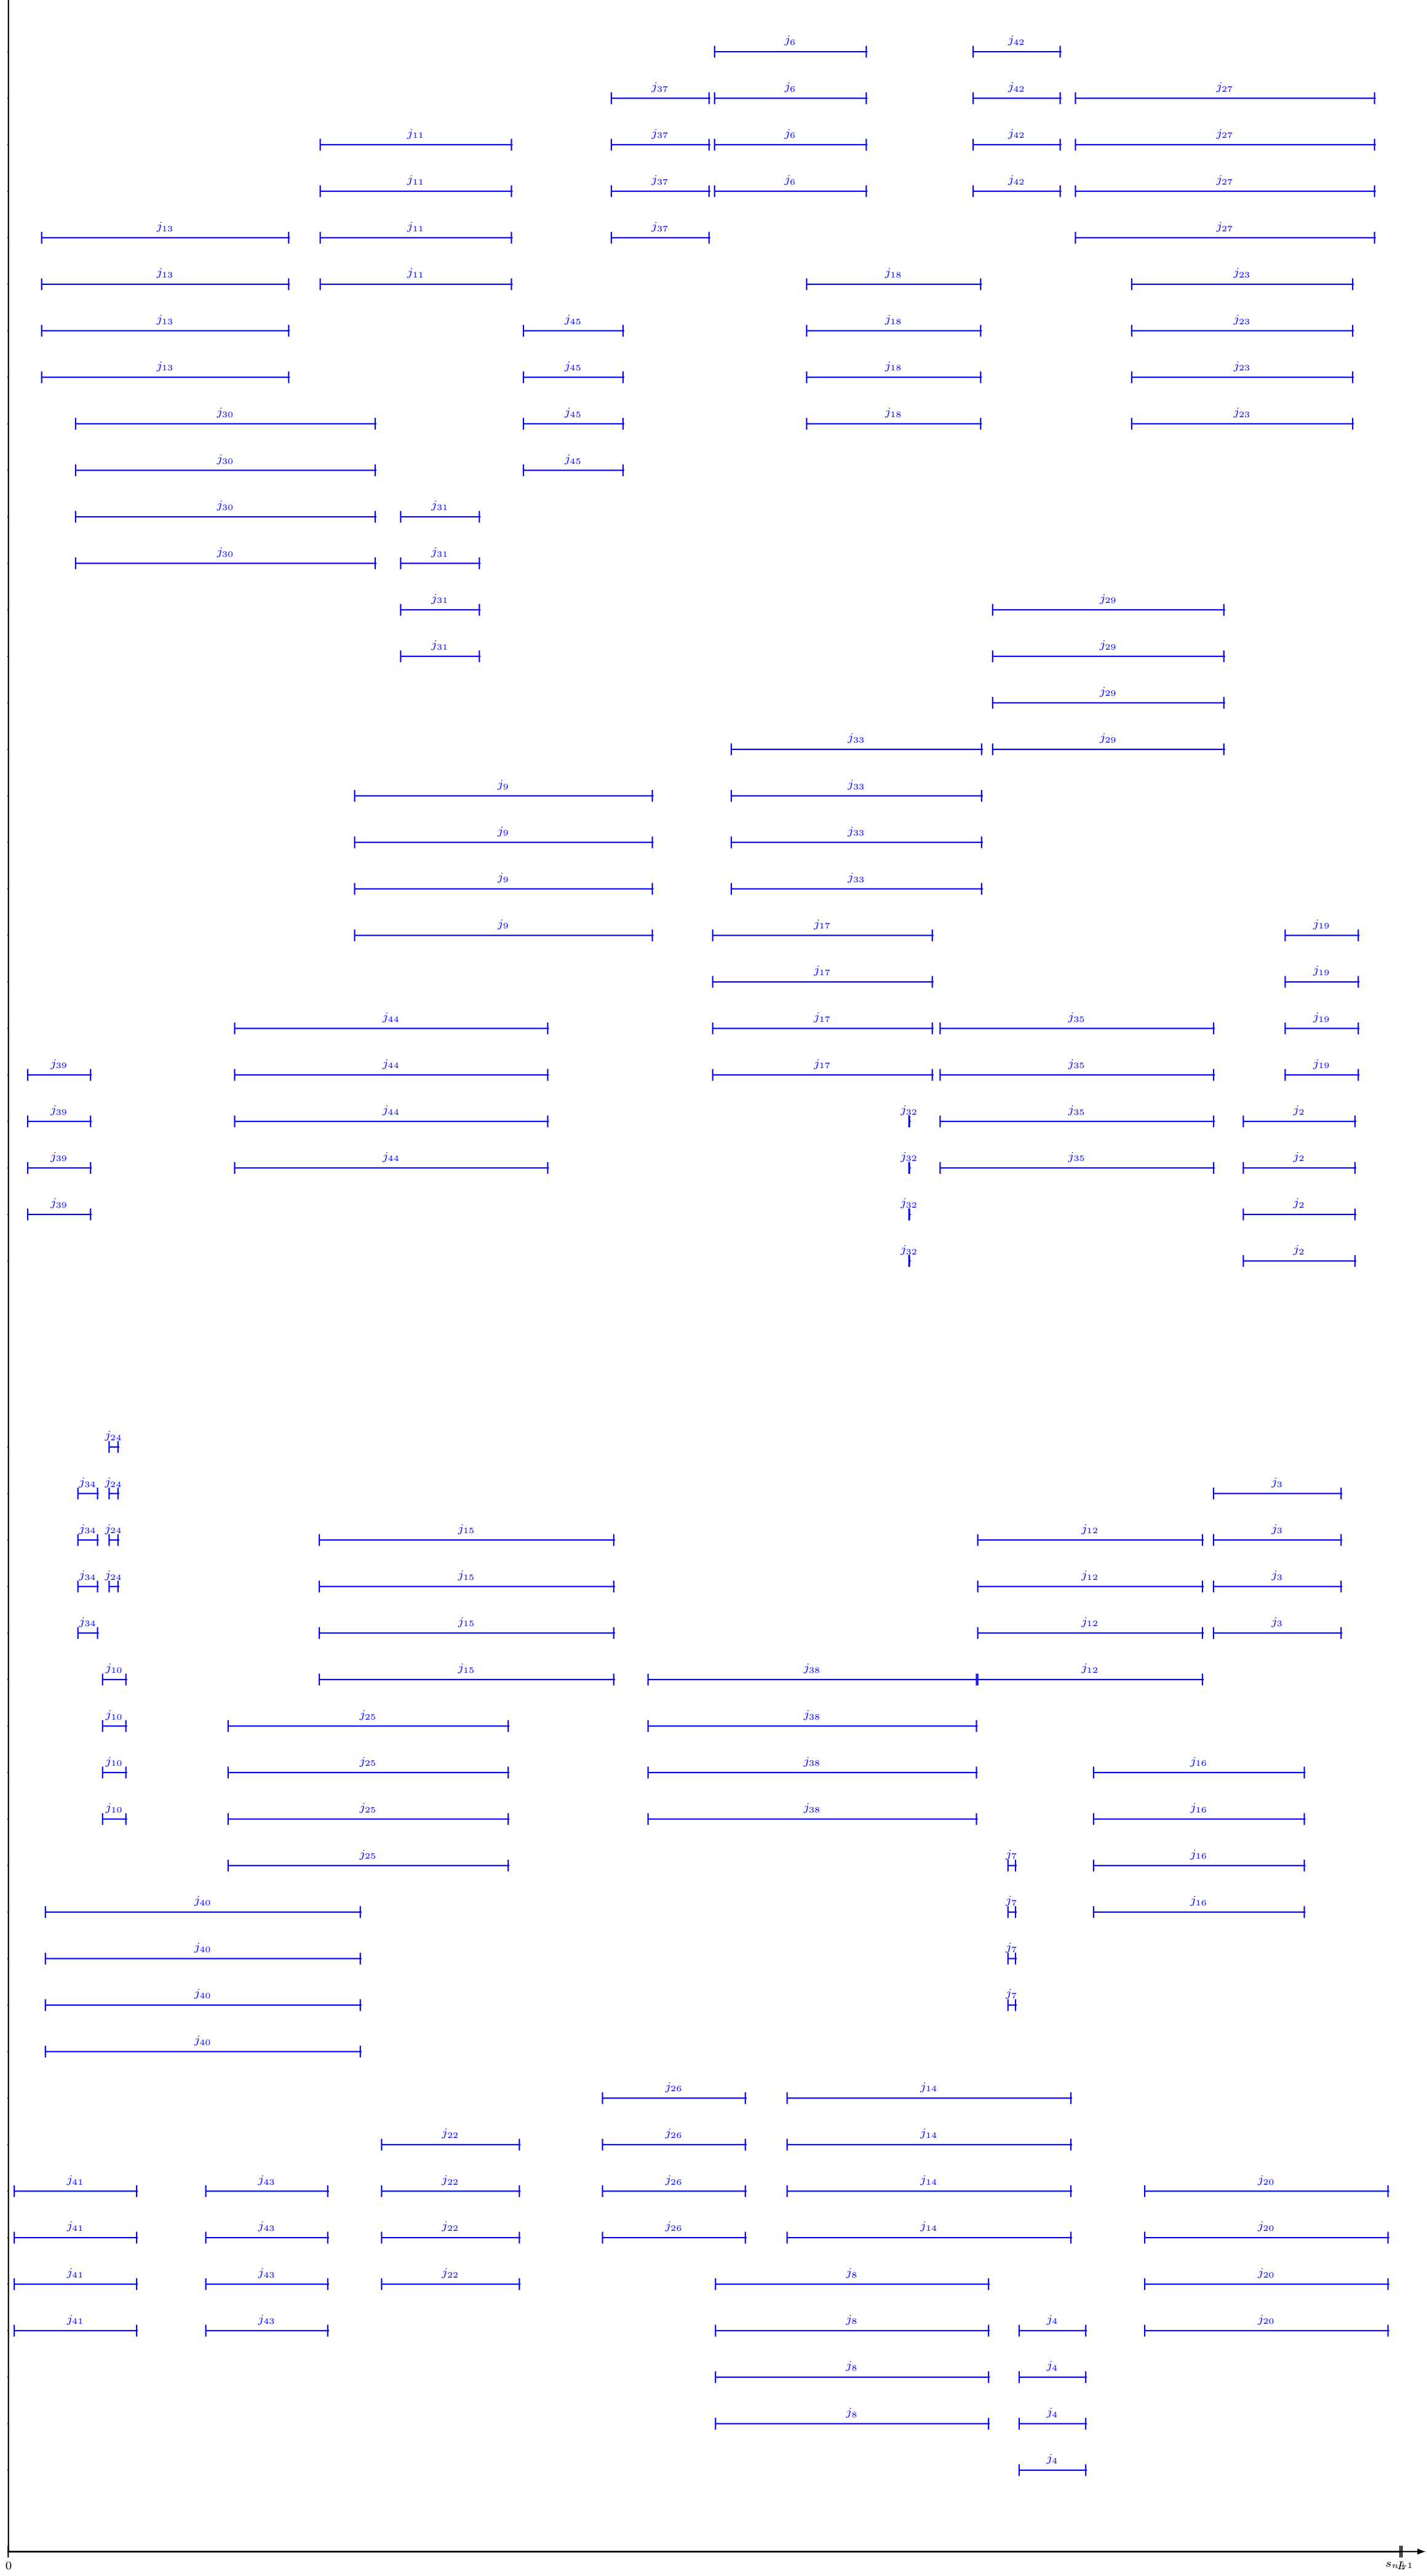 j₆ j₄₂
j₃₇ j₆ j₄₂ j₂₇
j₁₁ j₃₇ j₆ j₂₇
j₁₁ j₃₇ j₆ j₄₂ j₂₇
j₁₃ j₁₁ j₃₇ j₂₇
j₁₃ j₁₁ j₁₈ j₂₃
j₁₃ j₄₅ j₁₈ j₂₃
j₁₃ j₄₅ j₁₈ j₂₃
j₃₀ j₄₅ j₁₈ j₂₃
j₃₀ j₄₅
j₃₀ j₃₁
j₃₀ j₃₁
j₃₁ j₂₉
j₃₁ j₂₉
j₂₉
j₃₃ j₂₉
j₉ j₃₃
j₉ j₃₃
j₉ j₃₃
j₉ j₁₇ j₁₉
j₁₇ j₁₉
j₄₄ j₁₇ j₃₅ j₁₉
j₃₉ j₄₄ j₁₇ j₃₅ j₁₉
j₃₉ j₄₄ j₃₂ j₃₅ j₂
j₃₉ j₄₄ j₃₂ j₃₅ j₂
j₃₉ j₃₂ j₂
j₃₂ j₂
j₂₄
j₃₄ j₂₄ j₃
j₃₄ j₂₄ j₁₅ j₁₂ j₃
j₃₄ j₂₄ j₁₅ j₁₂ j₃
j₃₄ j₁₅ j₁₂ j₃
j₁₀ j₁₅ j₃₈ j₁₂
j₁₀ j₂₅ j₃₈
j₁₀ j₂₅ j₃₈ j₁₆
j₁₀ j₂₅ j₃₈ j₁₆
j₂₅ j₇ j₁₆
j₄₀ j₇ j₁₆
j₄₀ j₇
j₄₀ j₇
j₄₀
j₂₆ j₁₄
j₂₂ j₂₆ j₁₄
j₄₁ j₄₃ j₂₂ j₂₆ j₁₄ j₂₀
j₄₁ j₄₃ j₂₂ j₂₆ j₁₄ j₂₀
j₄₁ j₄₃ j₂₂ j₈ j₂₀
j₄₁ j₄₃ j₈ j₄ j₂₀
j₈ j₄
j₈ j₄
j₄
0